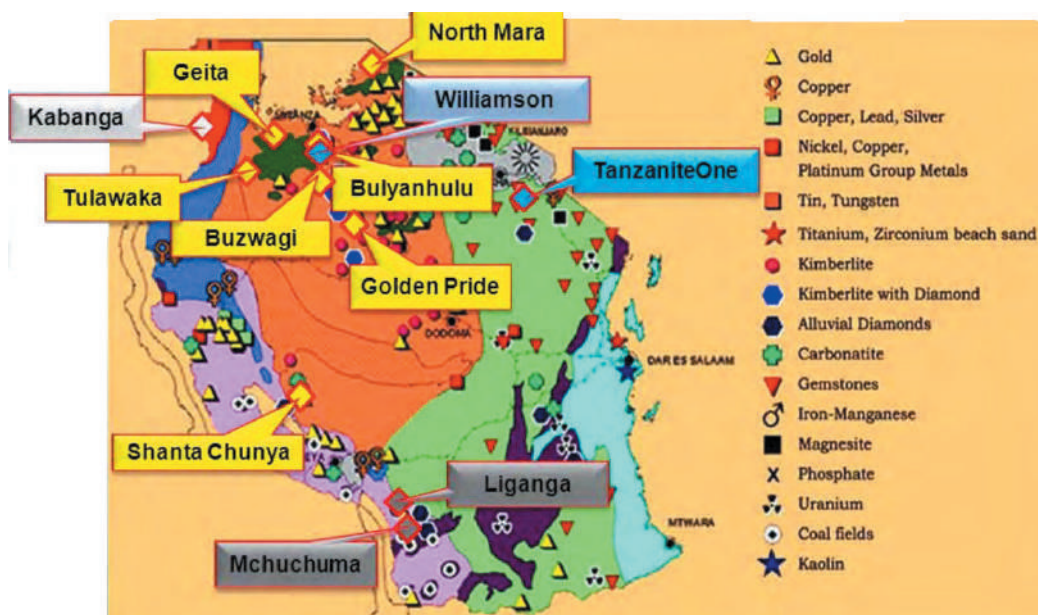 North Mara
Geita
Williamson
Kabanga
TanzaniteOne
Tulawaka
Bulyanhulu
Buzwagi
Golden Pride
DODOMA
DAR ES SALAAM
Shanta Chunya
Liganga
Mchuchuma
MTWARA
Gold
Copper
Copper, Lead, Silver
Nickel, Copper,
Platinum Group Metals
Tin, Tungsten
Titanium, Zirconium beach sand
Kimberlite
Kimberlite with Diamond
Alluvial Diamonds
Carbonatite
Gemstones
Iron-Manganese
Magnesite
Phosphate
Uranium
Coal fields
Kaolin